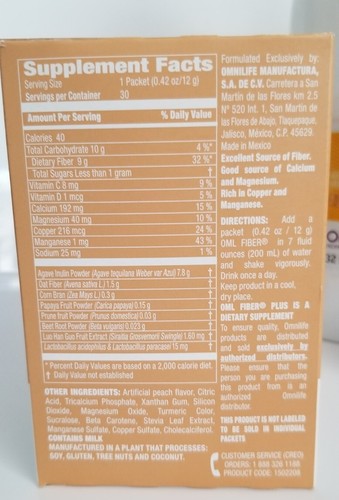 Supplement Facts
Serving Size 1 Packet (0.42 oz/12 g)
Servings per Container 30
Amount Per Serving % Daily Value
Calories 40
Total Carbohydrate 10 g 4 %*
Dietary Fiber 9 g 32 %*
Total Sugars Less than 1 gram †
Vitamin C 8 mg 9 %
Vitamin D 1 mcg 5 %
Calcium 192 mg 15 %
Magnesium 40 mg 10 %
Copper 216 mcg 24 %
Manganese 1 mg 43 %
Sodium 25 mg 1 %
Agave Inulin Powder (Agave tequilana Weber var Azul) 7.8 g †
Oat Fiber (Avena sativa L.) 1.5 g †
Corn Bran (Zea Mays L.) 0.3 g †
Papaya Fruit Powder (Carica papaya) 0.15 g †
Prune Fruit Powder (Prunus domestica) 0.03 g †
Beet Root Powder (Beta vulgaris) 0.023 g †
Luo Han Guo Fruit Extract (Siraitia Grosvenorii Swingle) 1.60 mg †
Lactobacillus acidophilus & Lactobacillus paracasei 15 mg †
* Percent Daily Values are based on a 2,000 calorie diet.
† Daily Value not established
OTHER INGREDIENTS: Artificial peach flavor, Citric
Acid, Tricalcium Phosphate, Xanthan Gum, Silicon
Dioxide, Magnesium Oxide, Turmeric Color,
Sucralose, Beta Carotene, Stevia Leaf Extract,
Manganese Sulfate, Copper Sulfate, Cholecalciferol.
CONTAINS MILK
MANUFACTURED IN A PLANT THAT PROCESSES:
SOY, GLUTEN, TREE NUTS AND COCONUT.
Formulated Exclusively by:
OMNILIFE MANUFACTURA,
S.A. DE C.V. Carretera a San
Martín de las Flores km 2.5
N° 520 Int. 1, San Martín de
las Flores de Abajo, Tlaquepaque,
Jalisco, México, C.P. 45629.
Made in Mexico
Excellent Source of Fiber.
Good source of Calcium
and Magnesium.
Rich in Copper and
Manganese.
DIRECTIONS: Add a
packet (0.42 oz / 12 g)
OML FIBER® in 7 fluid
ounces (200 mL) of water
and shake vigorously.
Drink once a day.
Keep product in a cool,
dry place.
OML FIBER® PLUS IS A
DIETARY SUPPLEMENT
To ensure quality, Omnilife
products are distributed
and sold exclusively by
authorized distributors.
Please ensure that the
person you are purchasing
this product from is an
authorized Omnilife
distributor.
THIS PRODUCT IS NOT LABELED
TO BE SOLD IN INDIVIDUAL
PACKETS
CUSTOMER SERVICE (CREO)
ORDERS: 1 888 326 1188
PRODUCT CODE: 1502206